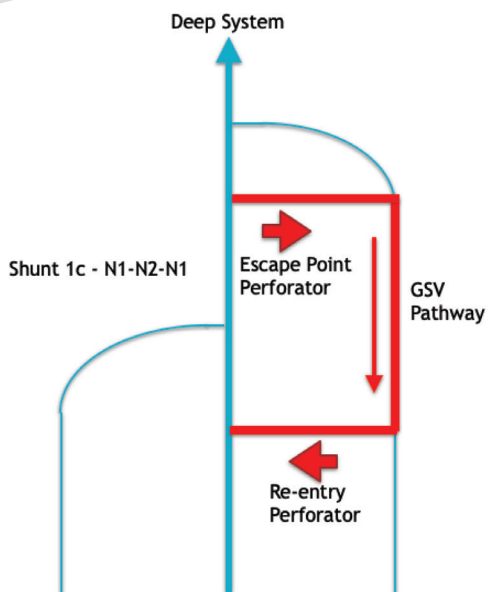 Deep System
Shunt 1c - N1-N2-N1
Escape Point
Perforator
GSV
Pathway
Re-entry
Perforator